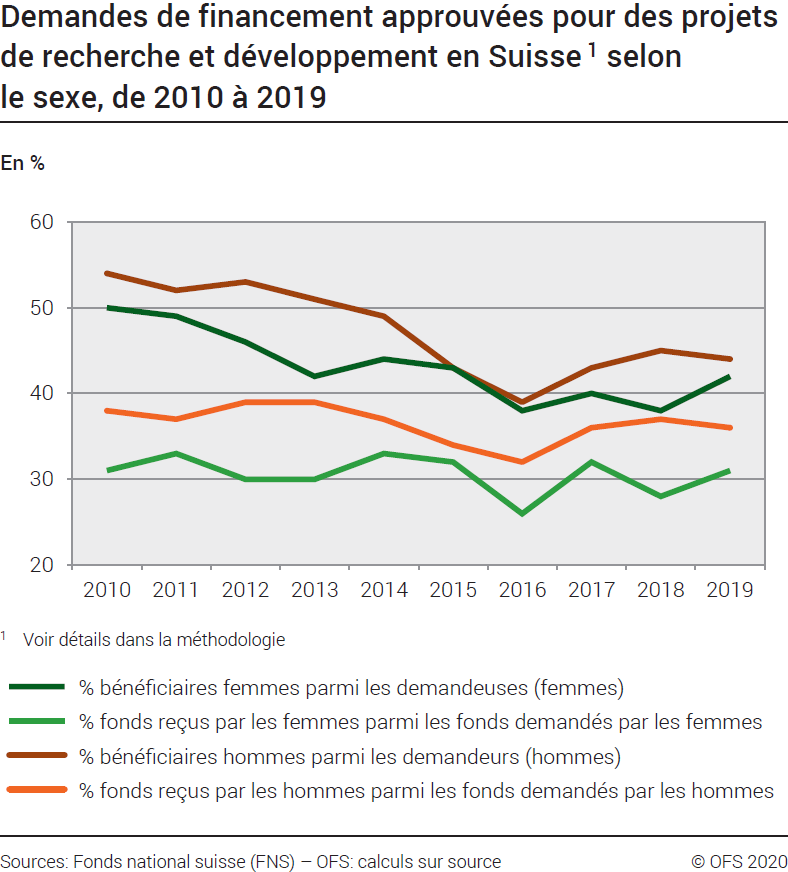 Demandes de financement approuvées pour des projets
de recherche et développement en Suisse ¹ selon
le sexe, de 2010 à 2019
En %
60
50
40
30
20
2010 2011 2012 2013 2014 2015 2016 2017 2018 2019
¹ Voir détails dans la méthodologie
% bénéficiaires femmes parmi les demandeuses (femmes)
% fonds reçus par les femmes parmi les fonds demandés par les femmes
% bénéficiaires hommes parmi les demandeurs (hommes)
% fonds reçus par les hommes parmi les fonds demandés par les hommes
Sources: Fonds national suisse (FNS) – OFS: calculs sur source © OFS 2020